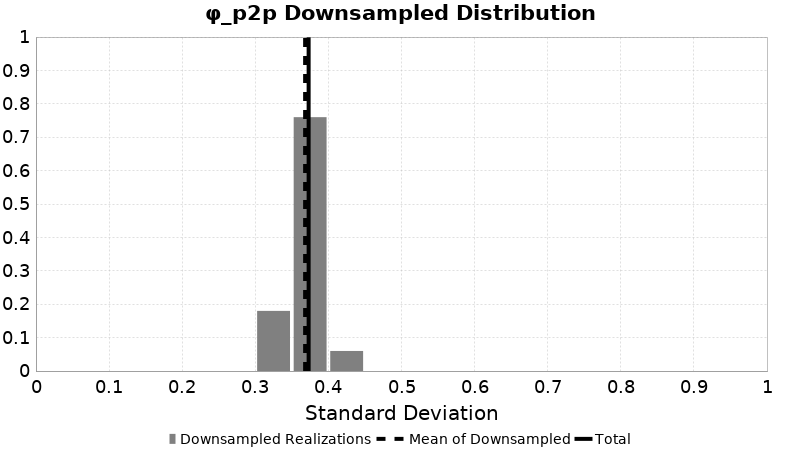 φ_p2p Downsampled Distribution
1
0.9
0.8
0.7
0.6
0.5
0.4
0.3
0.2
0.1
0
0 0.1 0.2 0.3 0.4 0.5 0.6 0.7 0.8 0.9 1
Standard Deviation
Downsampled Realizations Mean of Downsampled Total